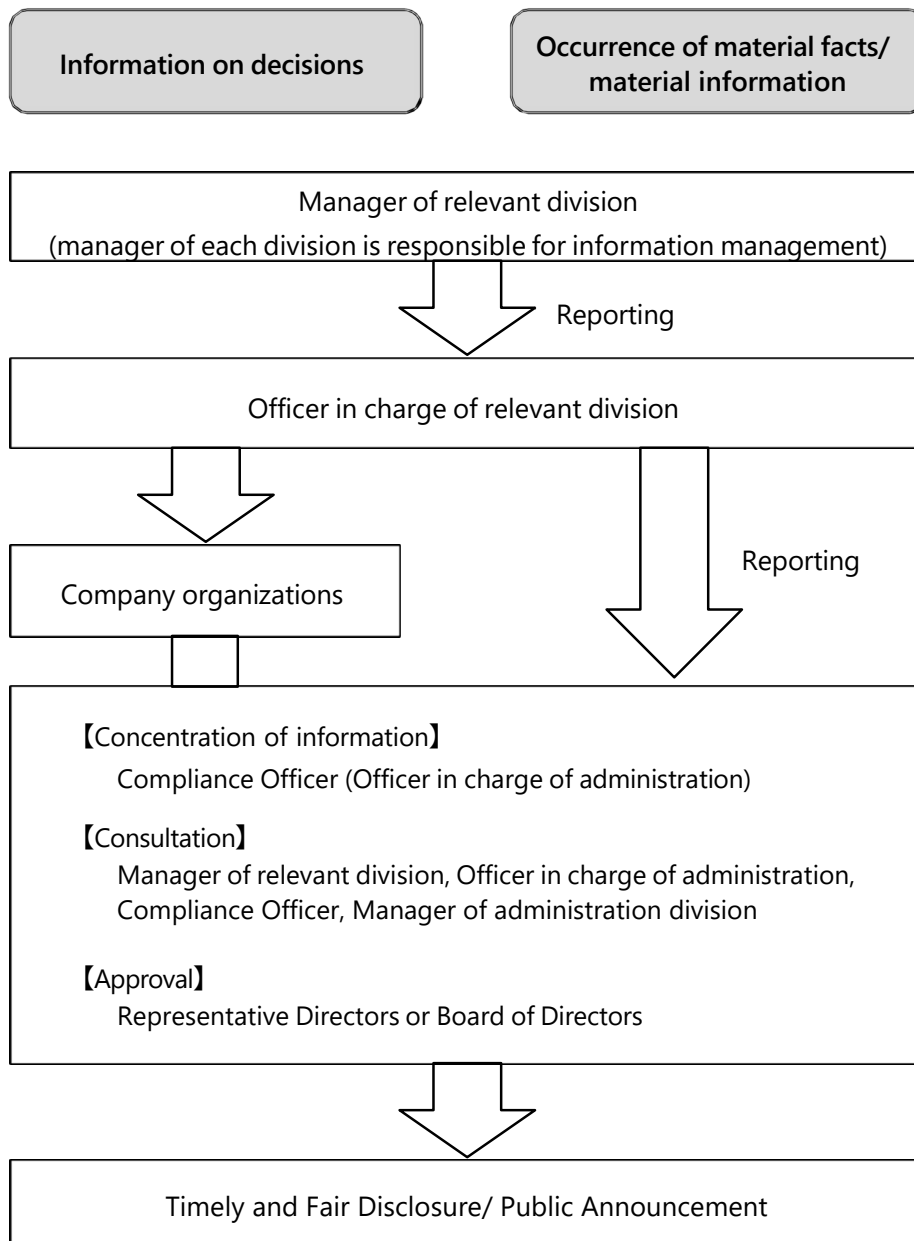 Information on decisions
Occurrence of material facts/
material information
Manager of relevant division
(manager of each division is responsible for information management)
Reporting
Officer in charge of relevant division
Reporting
Company organizations
【Concentration of information】
Compliance Officer (Officer in charge of administration)
【Consultation】
Manager of relevant division, Officer in charge of administration,
Compliance Officer, Manager of administration division
【Approval】
Representative Directors or Board of Directors
Timely and Fair Disclosure/ Public Announcement